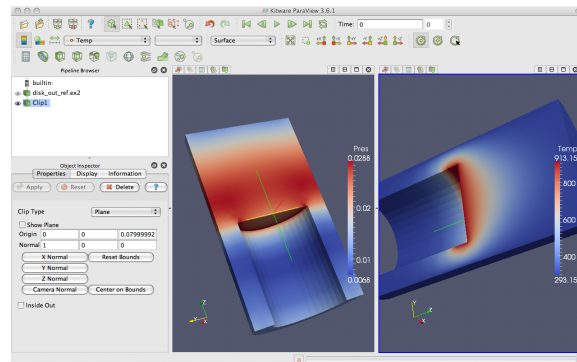 Kitware ParaView 3.6.1
Time: 0 0
Temp Surface
Pipeline Browser
builtin:
disk_out_ref.ex2
Clip1
Object Inspector
Properties Display Information
Apply Reset Delete ?
Clip Type Plane
Show Plane
Origin 0 0 0.07999992
Normal 1 0 0
X Normal Reset Bounds
Y Normal
Z Normal
Camera Normal Center on Bounds
Inside Out
Pres
0.0288
0.02
0.01
0.0068
Temp
913.15
800
600
400
293.15